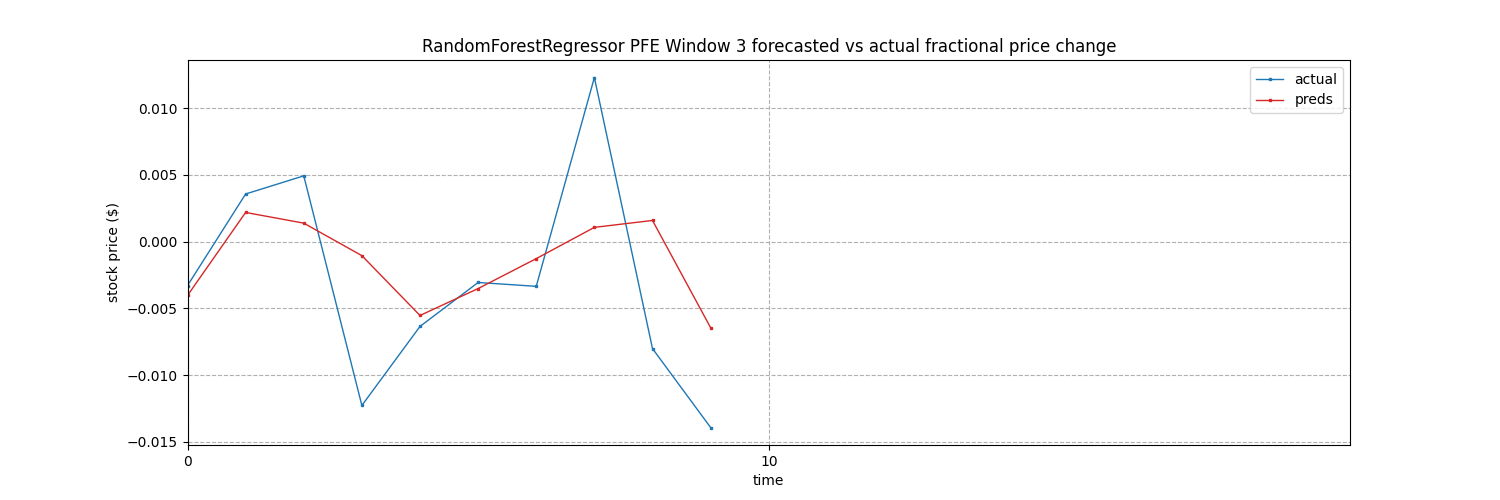 RandomForestRegressor PFE Window 3 forecasted vs actual fractional price change
actual
preds
0.010
0.005
0.000
−0.005
−0.010
−0.015
stock price ($)
0
10
time